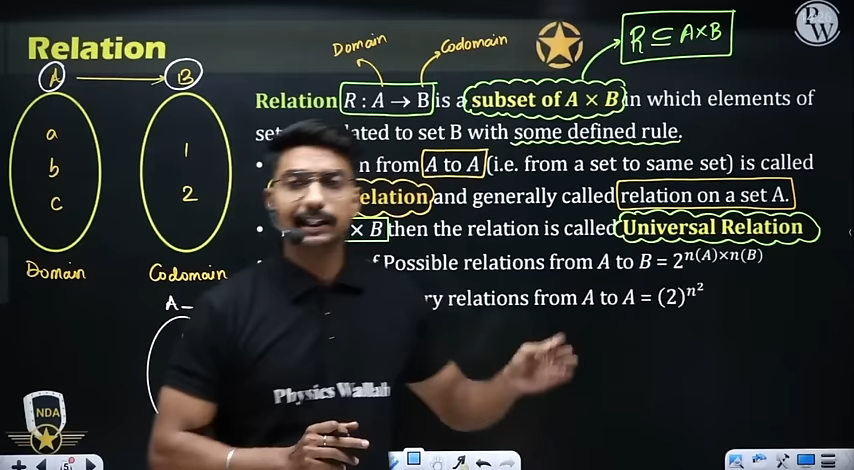 Relation
A
B
a
b
c
1
2
Domain
Codomain
A
Domain
Codomain
R ⊆ A×B
Relation R : A → B is a subset of A × B in which elements of
lated to set B with some defined rule.
• n from A to A (i.e. from a set to same set) is called
elation and generally called relation on a set A.
• × B then the relation is called Universal Relation
Possible relations from A to B = 2^{n(A)×n(B)}
ry relations from A to A = (2)^{n²}
Physics Wallah
NDA